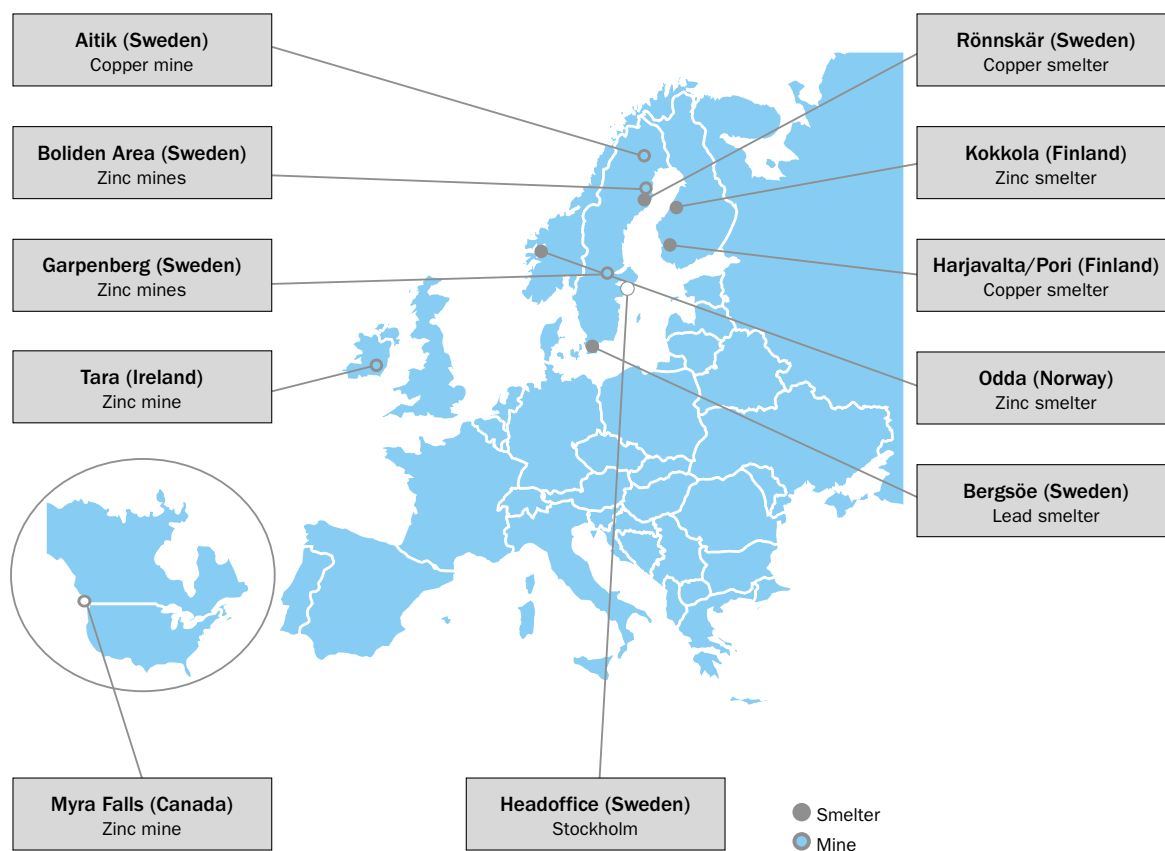 Aitik (Sweden)
Copper mine
Boliden Area (Sweden)
Zinc mines
Garpenberg (Sweden)
Zinc mines
Tara (Ireland)
Zinc mine
Myra Falls (Canada)
Zinc mine
Headoffice (Sweden)
Stockholm
Rönnskär (Sweden)
Copper smelter
Kokkola (Finland)
Zinc smelter
Harjavalta/Pori (Finland)
Copper smelter
Odda (Norway)
Zinc smelter
Bergsöe (Sweden)
Lead smelter
Smelter
Mine